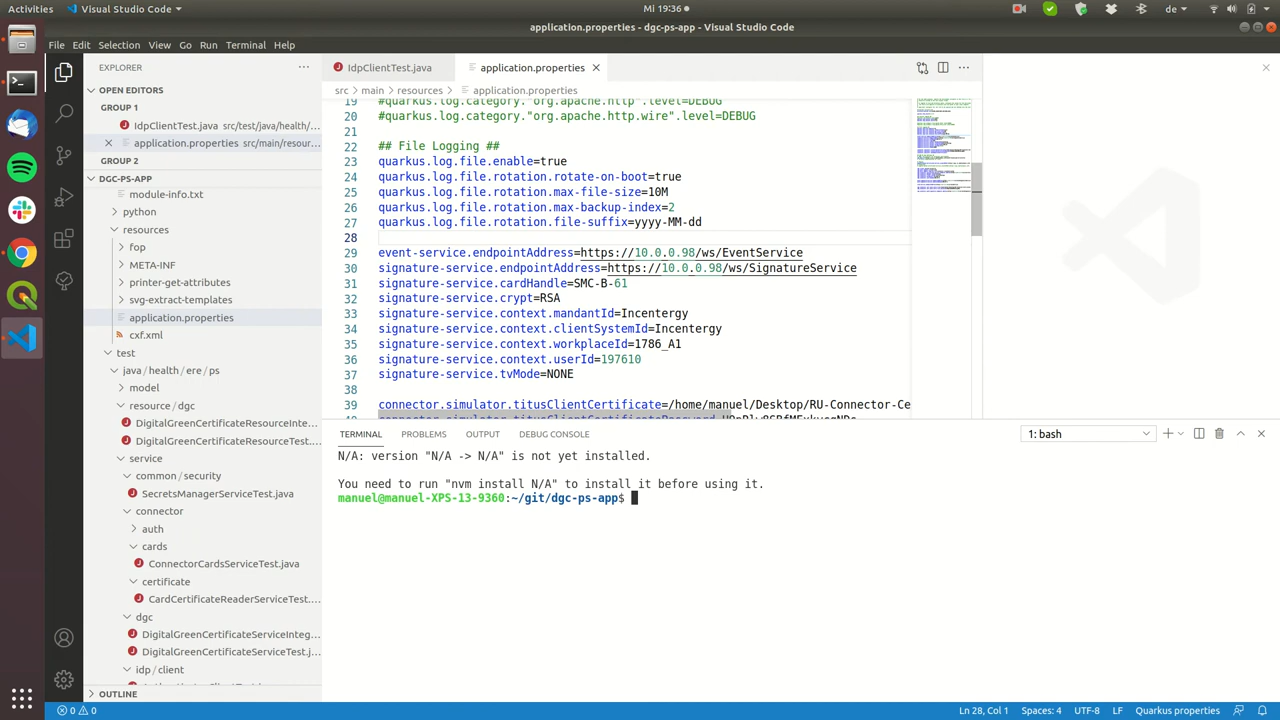 Activities
Visual Studio Code
Mi 19:36
de
application.properties - dgc-ps-app - Visual Studio Code
File Edit Selection View Go Run Terminal Help
EXPLORER
OPEN EDITORS
GROUP 1
IdpClientTest.java project/java/health/...
application.properties src/main/resour...
GROUP 2
DGC-PS-APP
module-info.txt
python
resources
fop
META-INF
printer-get-attributes
svg-extract-templates
application.properties
cxf.xml
test
java/health/ere/ps
model
resource/dgc
DigitalGreenCertificateResourceInte...
DigitalGreenCertificateResourceTest...
service
common/security
SecretsManagerServiceTest.java
connector
auth
cards
ConnectorCardsServiceTest.java
certificate
CardCertificateReaderServiceTest...
dgc
DigitalGreenCertificateServiceInteg...
DigitalGreenCertificateServiceTest.j...
idp/client
OUTLINE
IdpClientTest.java
application.properties
src > main > resources > application.properties
19 #quarkus.log.category."org.apache.http".level=DEBUG
20 #quarkus.log.category."org.apache.http.wire".level=DEBUG
21
22 ## File Logging ##
23 quarkus.log.file.enable=true
24 quarkus.log.file.rotation.rotate-on-boot=true
25 quarkus.log.file.rotation.max-file-size=10M
26 quarkus.log.file.rotation.max-backup-index=2
27 quarkus.log.file.rotation.file-suffix=yyyy-MM-dd
28
29 event-service.endpointAddress=https://10.0.0.98/ws/EventService
30 signature-service.endpointAddress=https://10.0.0.98/ws/SignatureService
31 signature-service.cardHandle=SMC-B-61
32 signature-service.crypt=RSA
33 signature-service.context.mandantId=Incentergy
34 signature-service.context.clientSystemId=Incentergy
35 signature-service.context.workplaceId=1786_A1
36 signature-service.context.userId=197610
37 signature-service.tvMode=NONE
38
39 connector.simulator.titusClientCertificate=/home/manuel/Desktop/RU-Connector-Ce
TERMINAL PROBLEMS OUTPUT DEBUG CONSOLE
1: bash
N/A: version "N/A -> N/A" is not yet installed.
You need to run "nvm install N/A" to install it before using it.
manuel@manuel-XPS-13-9360:~/git/dgc-ps-app$
0 0
Ln 28, Col 1 Spaces: 4 UTF-8 LF Quarkus properties